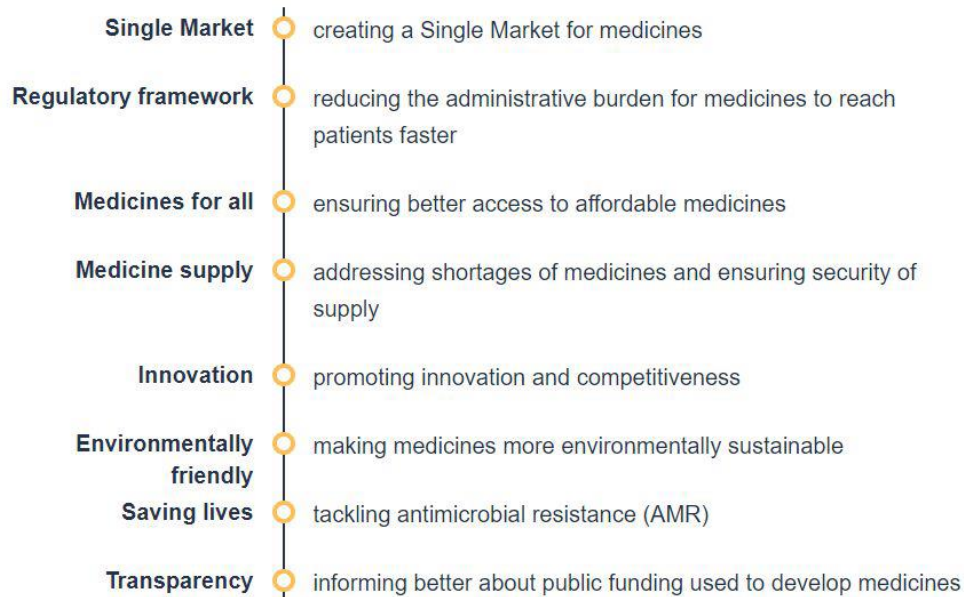 Single Market
creating a Single Market for medicines
Regulatory framework
reducing the administrative burden for medicines to reach
patients faster
Medicines for all
ensuring better access to affordable medicines
Medicine supply
addressing shortages of medicines and ensuring security of
supply
Innovation
promoting innovation and competitiveness
Environmentally
friendly
making medicines more environmentally sustainable
Saving lives
tackling antimicrobial resistance (AMR)
Transparency
informing better about public funding used to develop medicines